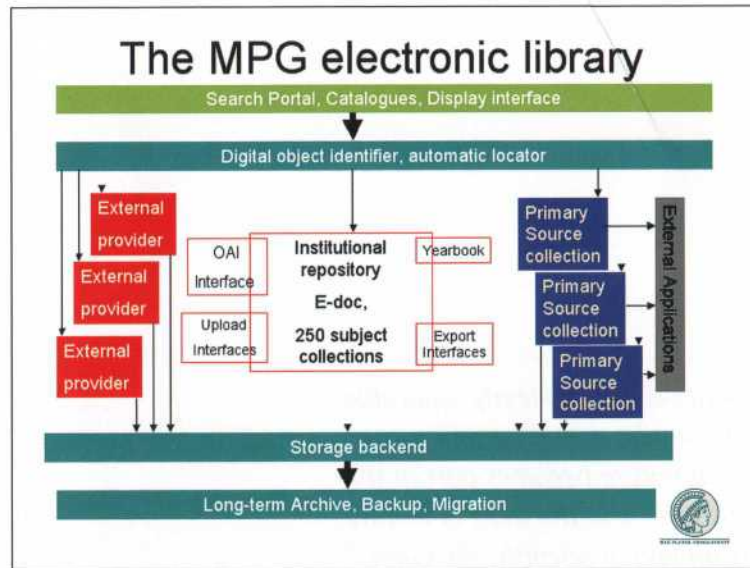 The MPG electronic library
Search Portal, Catalogues, Display interface
Digital object identifier, automatic locator
External
provider
External
provider
External
provider
OAI
Interface
Upload
Interfaces
Institutional
repository
E-doc,
250 subject
collections
Yearbook
Export
Interfaces
Primary
Source
collection
Primary
Source
collection
Primary
Source
collection
External Applications
Storage backend
Long-term Archive, Backup, Migration